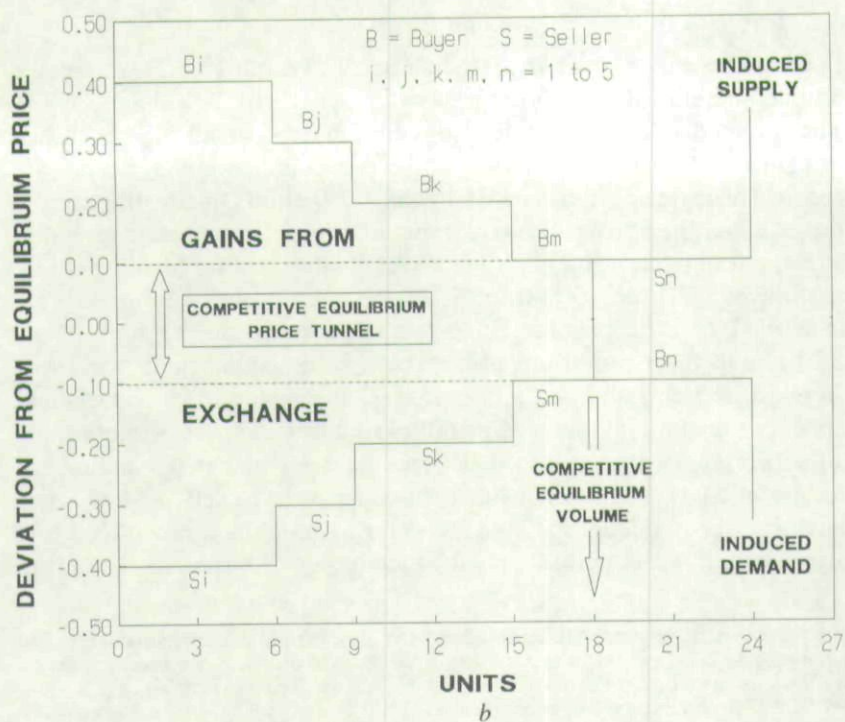 DEVIATION FROM EQUILIBRUIM PRICE
0.50
0.40
0.30
0.20
0.10
0.00
-0.10
-0.20
-0.30
-0.40
-0.50
B = Buyer S = Seller
i, j, k, m, n = 1 to 5
INDUCED
SUPPLY
Bi
Bj
Bk
Bm
Sn
GAINS FROM
COMPETITIVE EQUILIBRIUM
PRICE TUNNEL
EXCHANGE
Bn
Sm
Sk
Sj
Si
COMPETITIVE
EQUILIBRIUM
VOLUME
INDUCED
DEMAND
0 3 6 9 12 15 18 21 24 27
UNITS
b